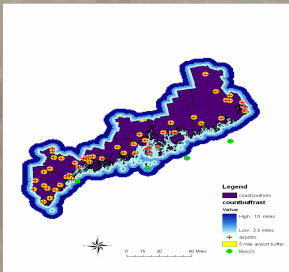 Legend
coastcounties
countbuffrast
Value
High : 10 miles
Low : 2.5 miles
airports
5 mile airport buffer
Buoy's
0 15 30 60 Miles